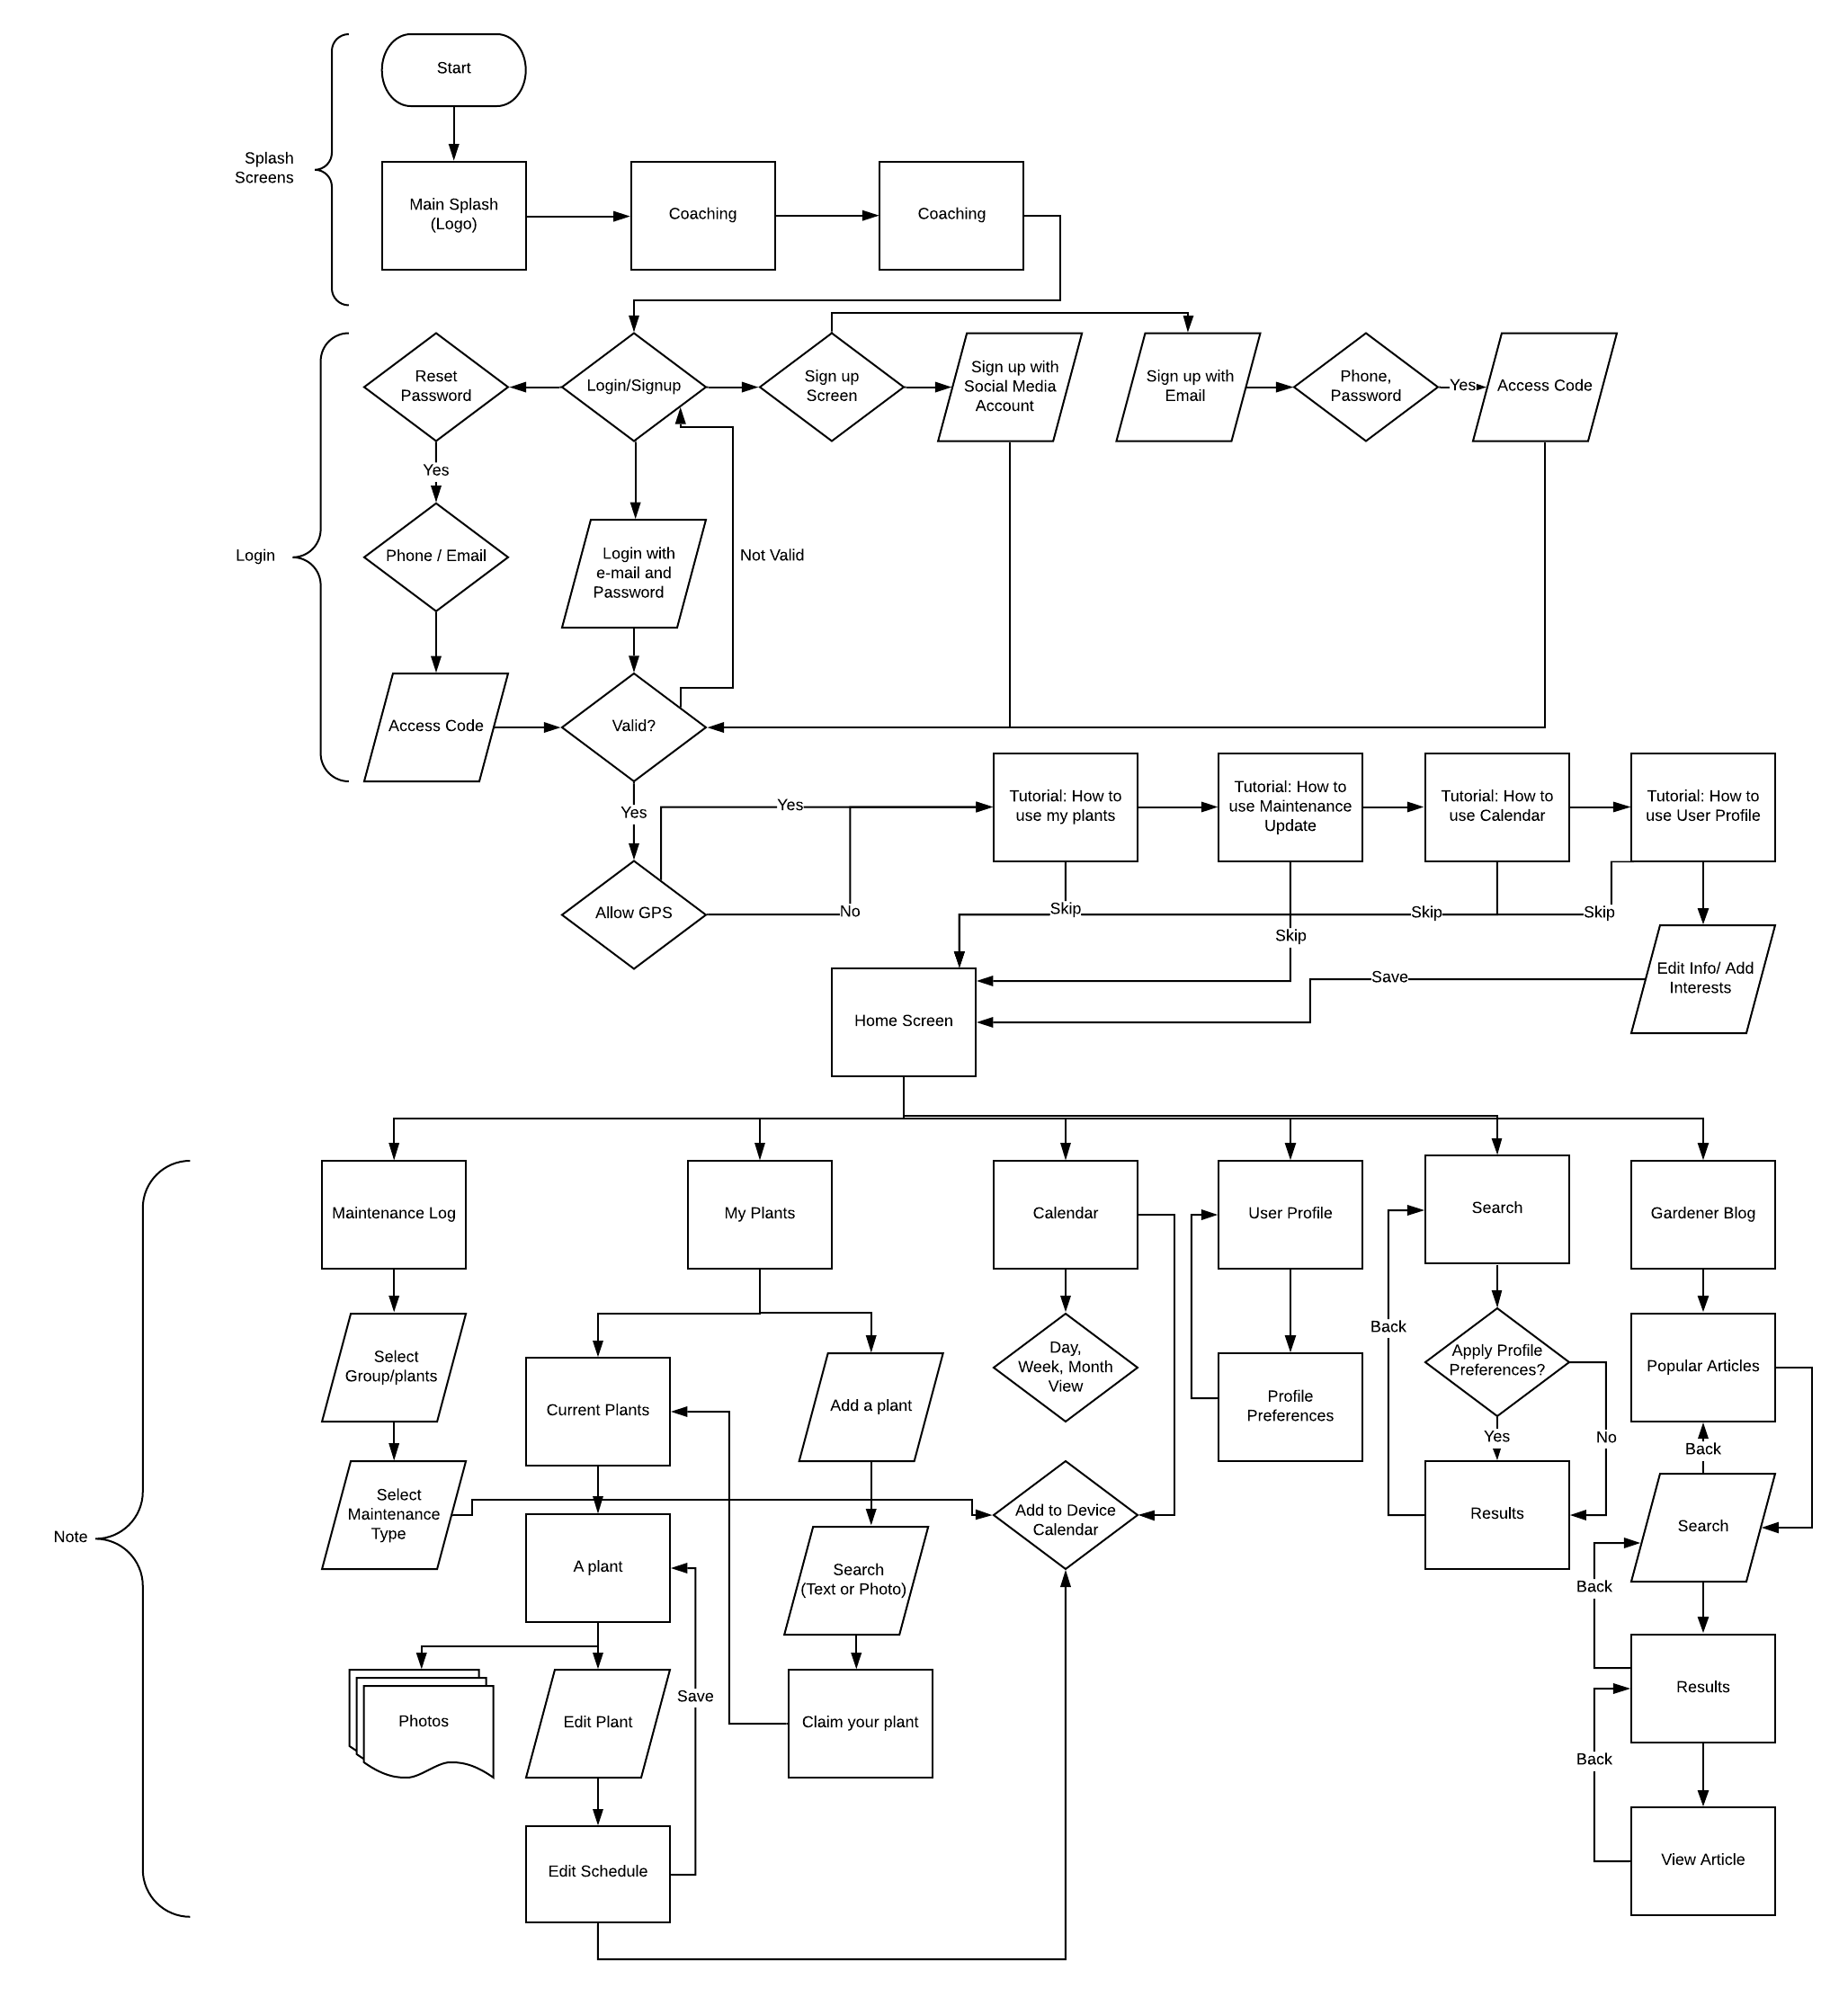 Start
Splash
Screens
Main Splash
(Logo)
Coaching
Coaching
Reset
Password
Login/Signup
Sign up
Screen
Sign up with
Social Media
Account
Sign up with
Email
Phone,
Password
Yes
Access Code
Yes
Login
Phone / Email
Login with
e-mail and
Password
Not Valid
Access Code
Valid?
Yes
Yes
Tutorial: How to
use my plants
Tutorial: How to
use Maintenance
Update
Tutorial: How to
use Calendar
Tutorial: How to
use User Profile
Allow GPS
No
Skip
Skip
Skip
Skip
Save
Edit Info/ Add
Interests
Home Screen
Maintenance Log
My Plants
Calendar
User Profile
Search
Gardener Blog
Select
Group/plants
Current Plants
Add a plant
Day,
Week, Month
View
Profile
Preferences
Back
Apply Profile
Preferences?
Yes
No
Popular Articles
Back
Note
Select
Maintenance
Type
A plant
Search
(Text or Photo)
Add to Device
Calendar
Results
Search
Back
Photos
Edit Plant
Save
Claim your plant
Results
Back
Edit Schedule
View Article